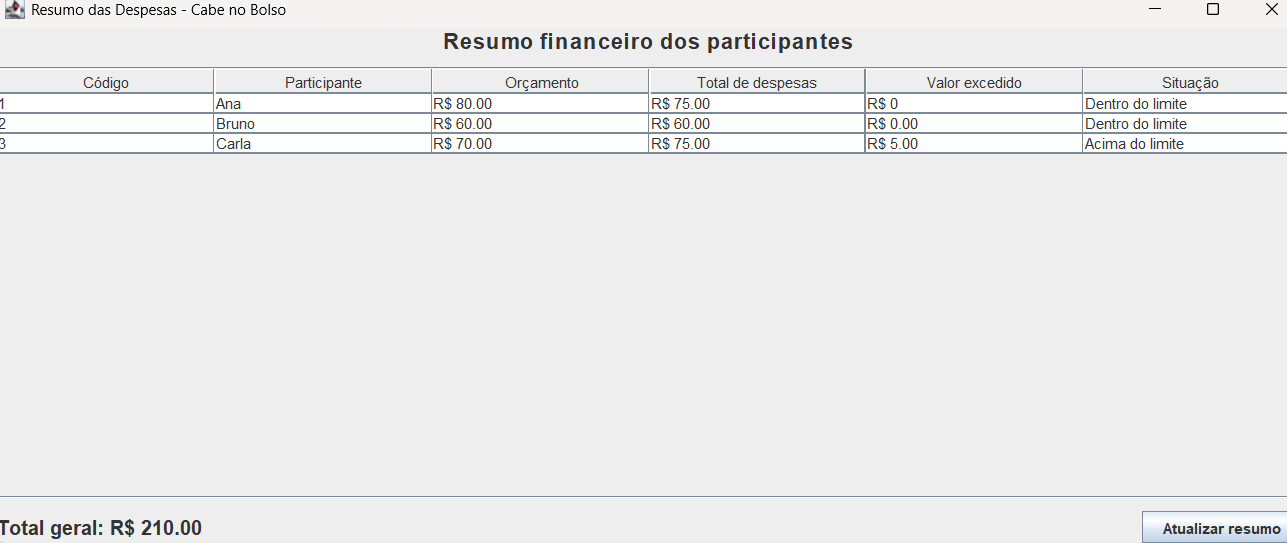 Resumo das Despesas - Cabe no Bolso
Resumo financeiro dos participantes
Código Participante Orçamento Total de despesas Valor excedido Situação
1 Ana R$ 80.00 R$ 75.00 R$ 0 Dentro do limite
2 Bruno R$ 60.00 R$ 60.00 R$ 0.00 Dentro do limite
3 Carla R$ 70.00 R$ 75.00 R$ 5.00 Acima do limite
Total geral: R$ 210.00 Atualizar resumo